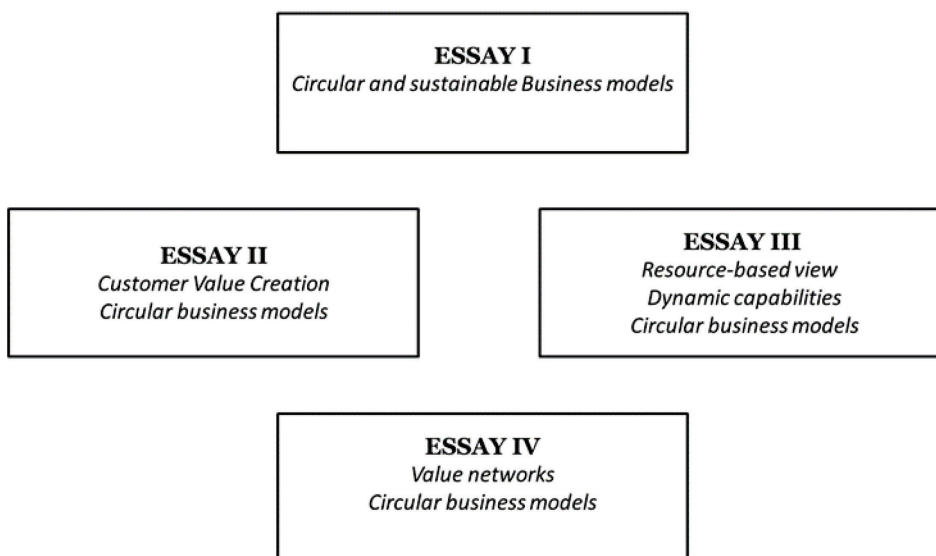 ESSAY I
Circular and sustainable Business models
ESSAY II
Customer Value Creation
Circular business models
ESSAY III
Resource-based view
Dynamic capabilities
Circular business models
ESSAY IV
Value networks
Circular business models